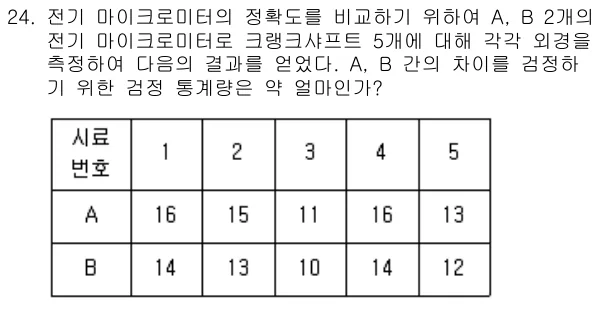 24. 전기 마이크로미터의 정확도를 비교하기 위하여 A, B 2개의
전기 마이크로미터로 크랭크샤프트 5개에 대해 각각 외경을
측정하여 다음의 결과를 얻었다. A, B 간의 차이를 검정하
기 위한 검정 통계량은 약 얼마인가?
시료
번호 1 2 3 4 5
A 16 15 11 16 13
B 14 13 10 14 12